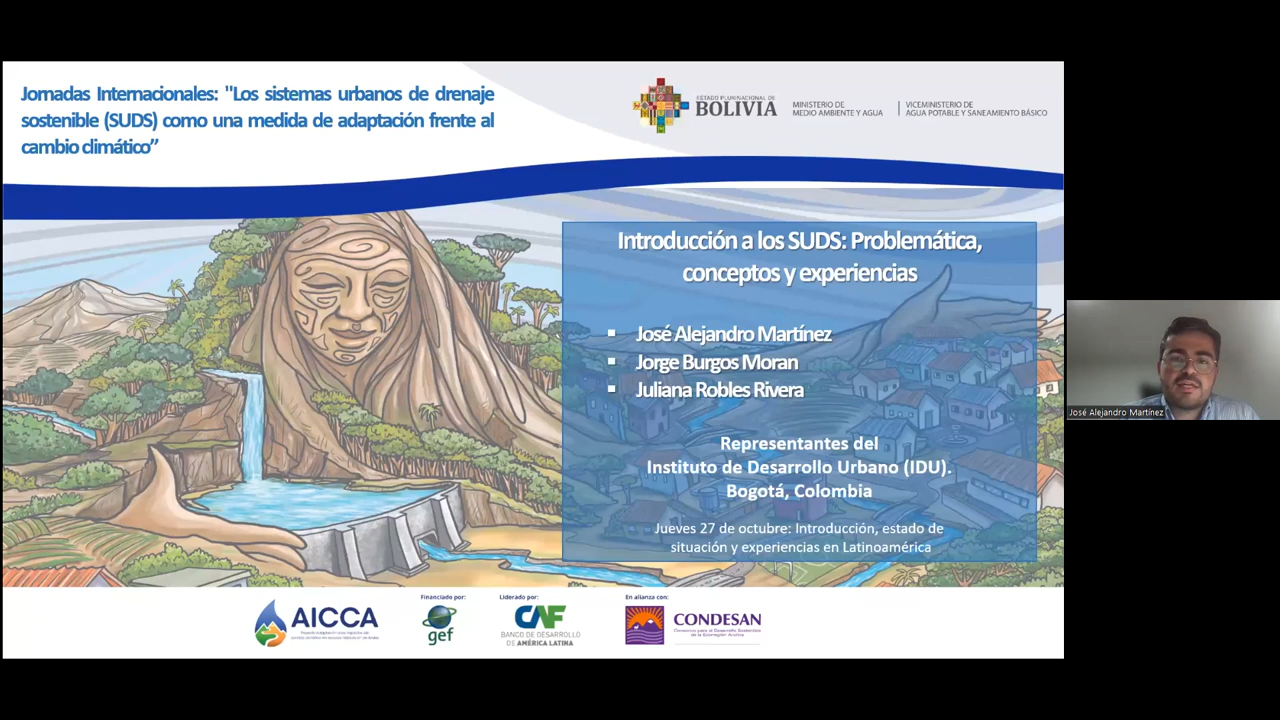 Jornadas Internacionales: "Los sistemas urbanos de drenaje
sostenible (SUDS) como una medida de adaptación frente al
cambio climático”
ESTADO PLURINACIONAL DE
BOLIVIA
MINISTERIO DE
MEDIO AMBIENTE Y AGUA
VICEMINISTERIO DE
AGUA POTABLE Y SANEAMIENTO BÁSICO
Introducción a los SUDS: Problemática,
conceptos y experiencias
▪ José Alejandro Martínez
▪ Jorge Burgos Moran
▪ Juliana Robles Rivera
Representantes del
Instituto de Desarrollo Urbano (IDU).
Bogotá, Colombia
Jueves 27 de octubre: Introducción, estado de
situación y experiencias en Latinoamérica
José Alejandro Martínez
AICCA
Financiado por:
gef
Liderado por:
CAF
BANCO DE DESARROLLO
DE AMÉRICA LATINA
En alianza con:
CONDESAN